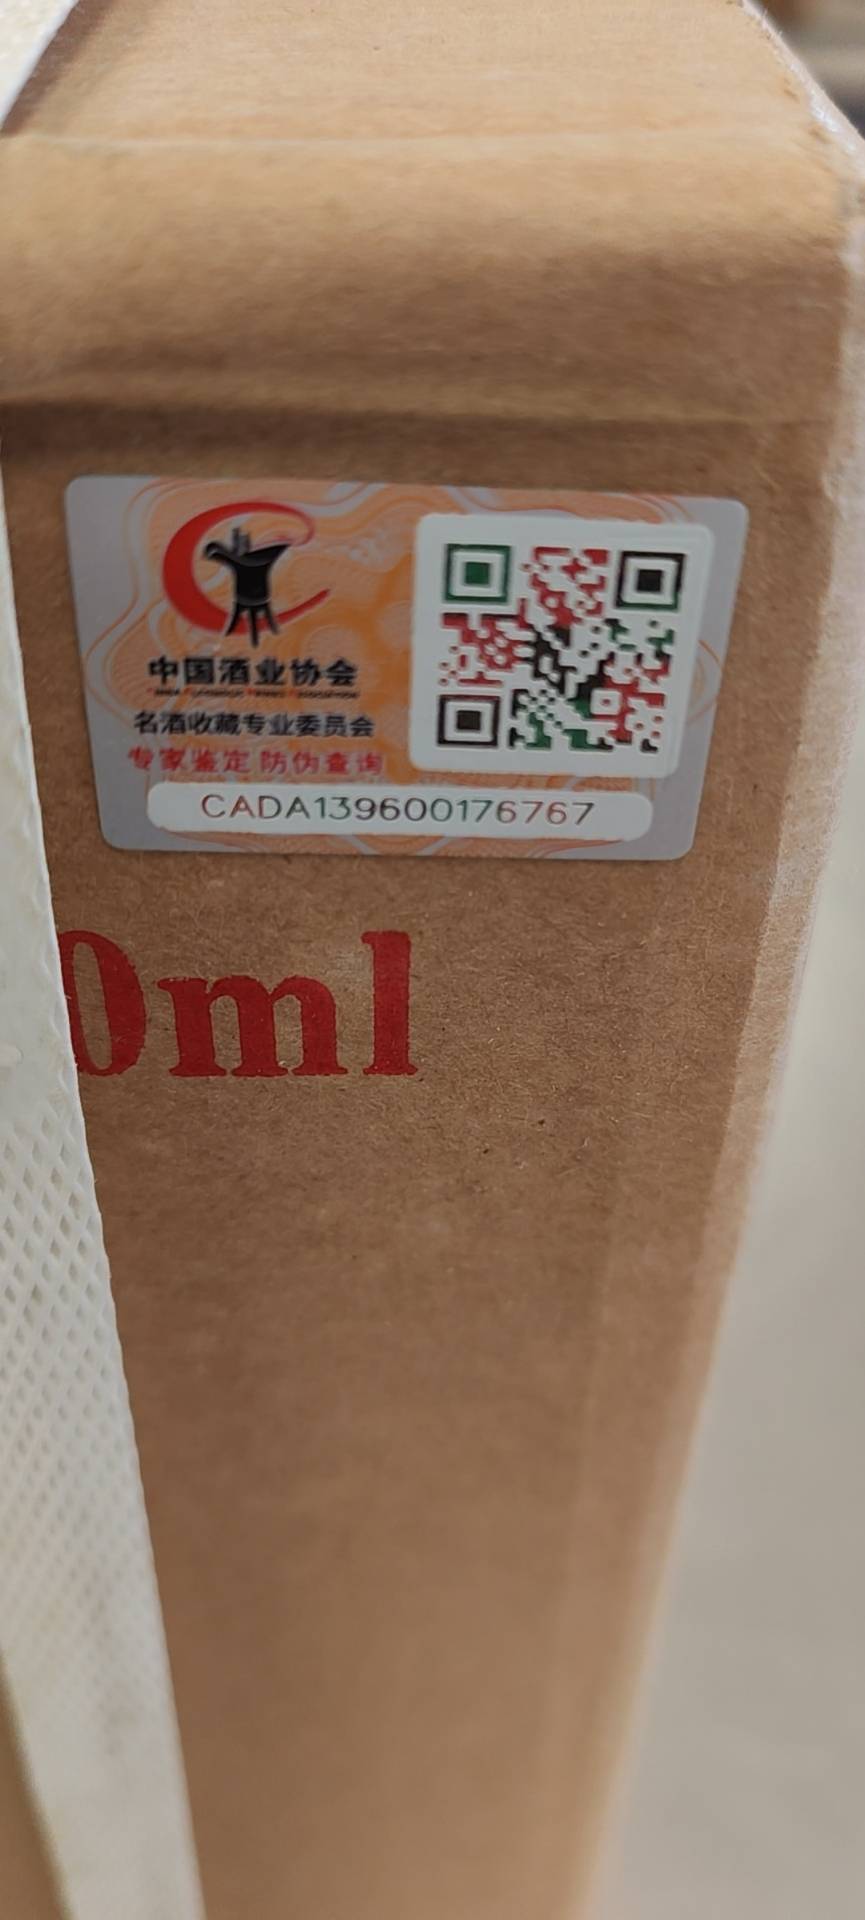 中国酒业协会
名酒收藏专业委员会
专家鉴定 防伪查询
CADA139600176767
0ml